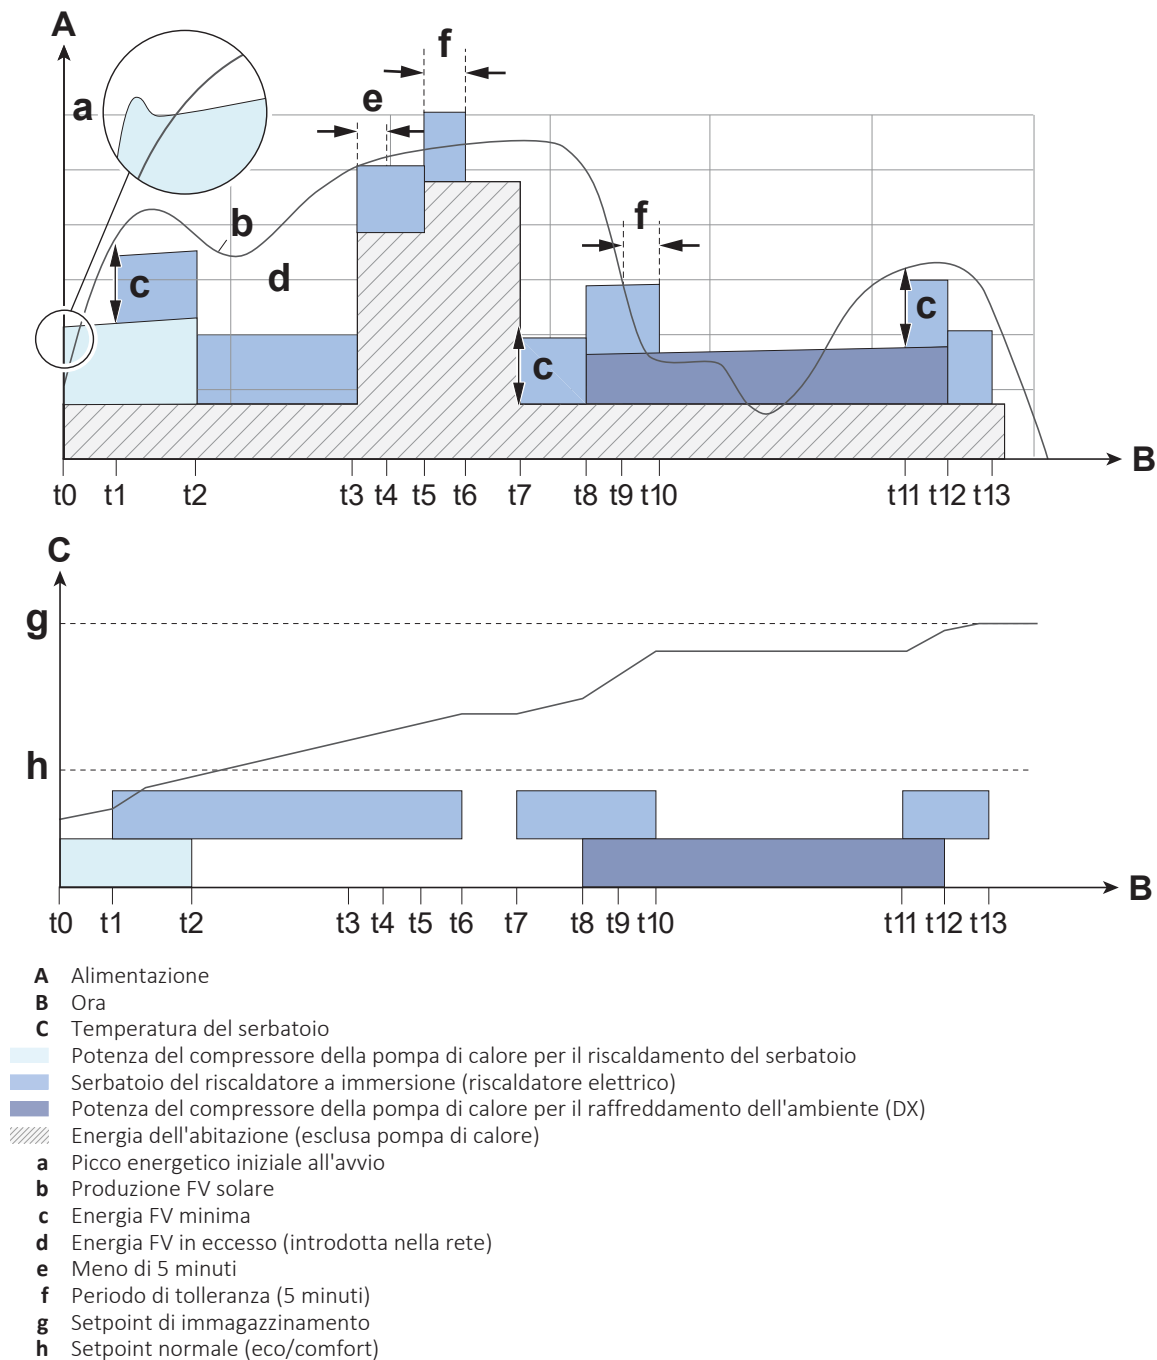 A
f
e
a
b
d
c
f
c
c
B
t0 t1 t2 t3 t4 t5 t6 t7 t8 t9 t10 t11 t12 t13
C
g
h
B
t0 t1 t2 t3 t4 t5 t6 t7 t8 t9 t10 t11 t12 t13
A Alimentazione
B Ora
C Temperatura del serbatoio
Potenza del compressore della pompa di calore per il riscaldamento del serbatoio
Serbatoio del riscaldatore a immersione (riscaldatore elettrico)
Potenza del compressore della pompa di calore per il raffreddamento dell'ambiente (DX)
Energia dell'abitazione (esclusa pompa di calore)
a Picco energetico iniziale all'avvio
b Produzione FV solare
c Energia FV minima
d Energia FV in eccesso (introdotta nella rete)
e Meno di 5 minuti
f Periodo di tolleranza (5 minuti)
g Setpoint di immagazzinamento
h Setpoint normale (eco/comfort)